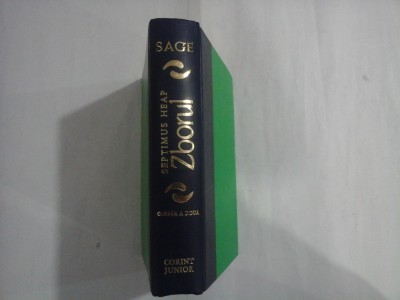 SAGE
SEPTIMUS HEAP
Zborul
CARTEA A DOUA
CORINT
JUNIOR